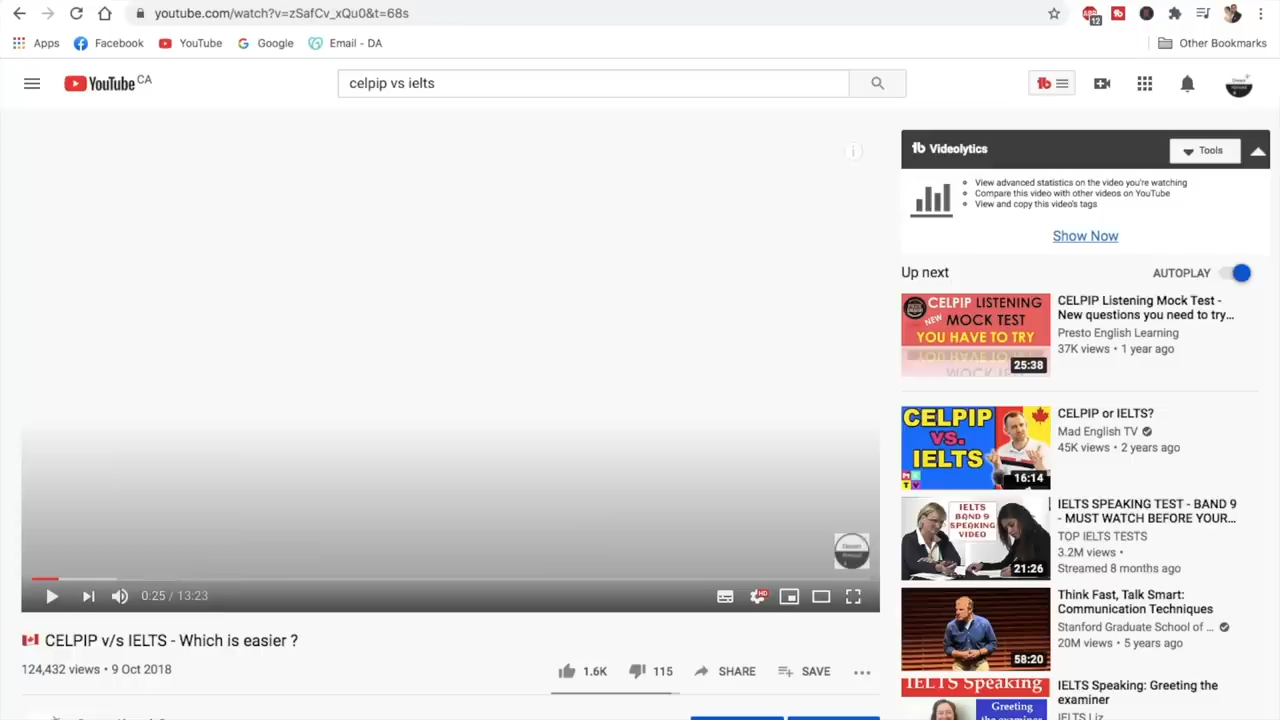 youtube.com/watch?v=zSafCv_xQu0&t=68s
12
Apps Facebook YouTube Google Email - DA Other Bookmarks
YouTube CA
celpip vs ielts
Videolytics
Tools
View advanced statistics on the video you're watching
Compare this video with other videos on YouTube
View and copy this video's tags
Show Now
Up next
AUTOPLAY
CELPIP LISTENING
NEW MOCK TEST
YOU HAVE TO TRY
25:38
CELPIP Listening Mock Test -
New questions you need to try...
Presto English Learning
37K views • 1 year ago
CELPIP
VS.
IELTS
16:14
CELPIP or IELTS?
Mad English TV
45K views • 2 years ago
IELTS
BAND 9
SPEAKING
VIDEO
21:26
IELTS SPEAKING TEST - BAND 9
- MUST WATCH BEFORE YOUR...
TOP IELTS TESTS
3.2M views •
Streamed 8 months ago
58:20
Think Fast, Talk Smart:
Communication Techniques
Stanford Graduate School of ...
20M views • 5 years ago
IELTS Speaking
Greeting
the examiner
IELTS Speaking: Greeting the
examiner
IELTS Liz
0:25 / 13:23
HD
CELPIP v/s IELTS - Which is easier ?
124,432 views • 9 Oct 2018
1.6K 115 SHARE SAVE